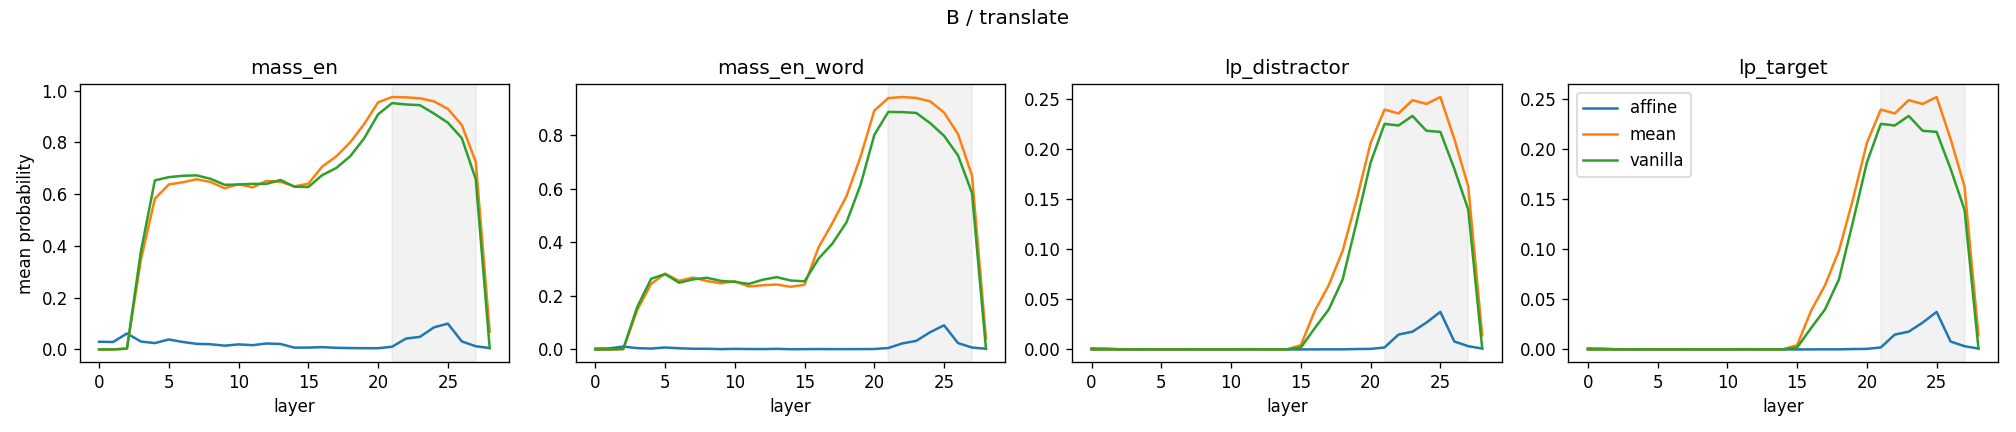 B / translate
mass_en
mass_en_word
lp_distractor
lp_target
mean probability
1.0
0.8
0.6
0.4
0.2
0.0
0 5 10 15 20 25
layer
0.8
0.6
0.4
0.2
0.0
0 5 10 15 20 25
layer
0.25
0.20
0.15
0.10
0.05
0.00
0 5 10 15 20 25
layer
0.25
0.20
0.15
0.10
0.05
0.00
0 5 10 15 20 25
layer
affine
mean
vanilla